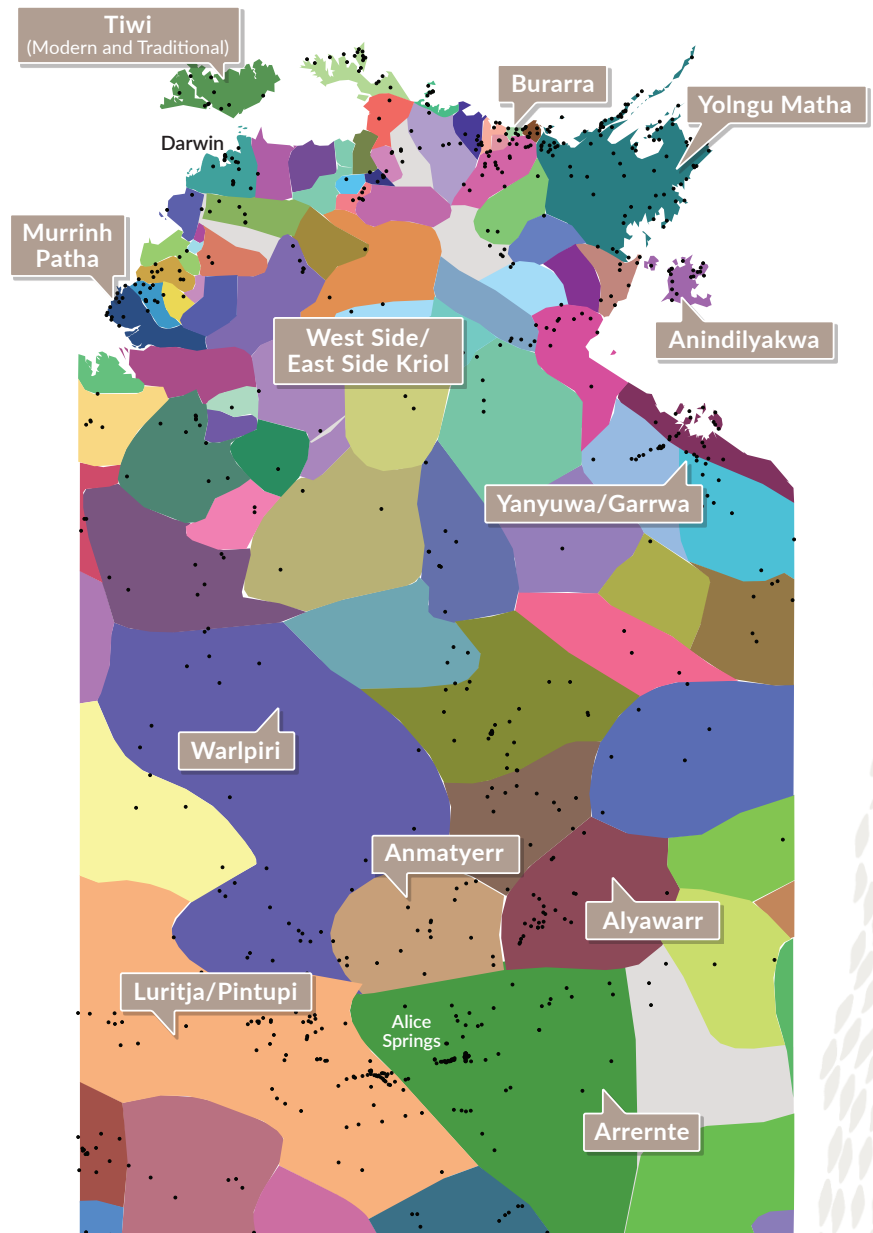 Tiwi
(Modern and Traditional)
Burarra
Yolngu Matha
Darwin
Murrinh
Patha
Anindilyakwa
West Side/
East Side Kriol
Yanyuwa/Garrwa
Warlpiri
Anmatyerr
Alyawarr
Luritja/Pintupi
Alice
Springs
Arrernte